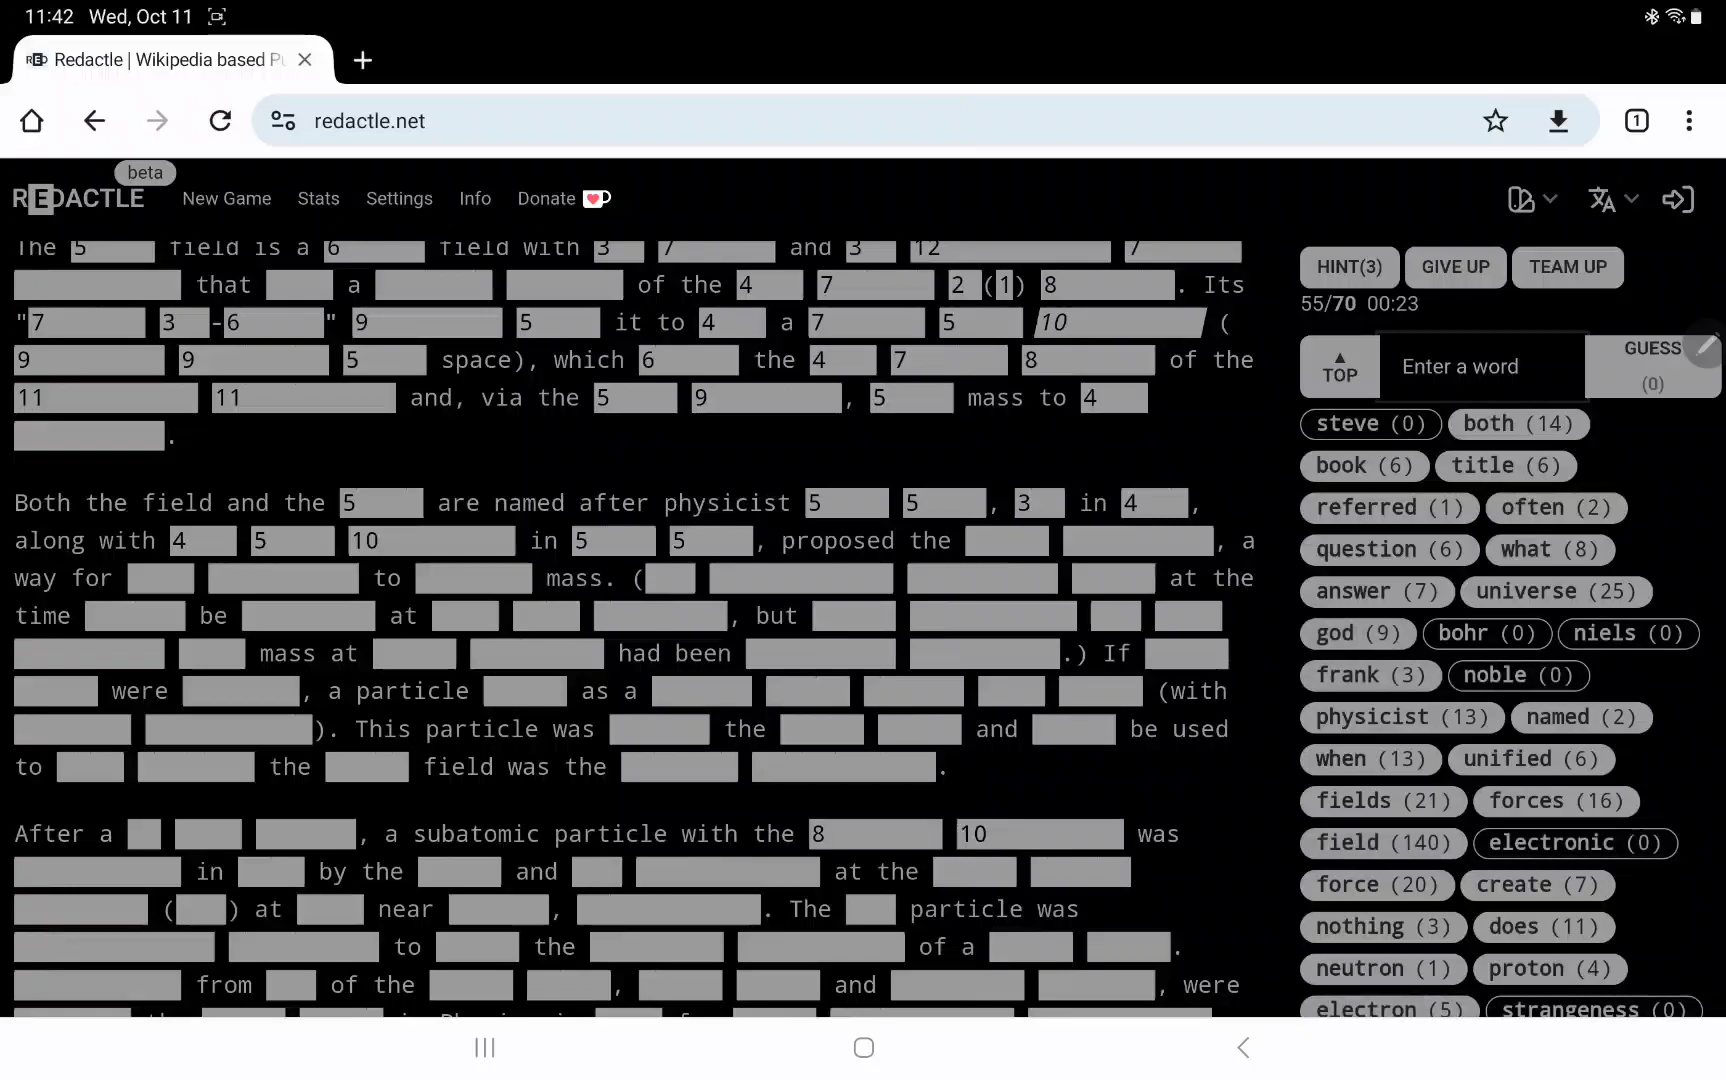 11:42 Wed, Oct 11
Redactle | Wikipedia based Pu
redactle.net
1
beta
REDACTLE New Game Stats Settings Info Donate
The 5 field is a 6 field with 3 7 and 3 12 7
that a of the 4 7 2 (1) 8 . Its
"7 3 -6 " 9 5 it to 4 a 7 5 10 (
9 9 5 space), which 6 the 4 7 8 of the
11 11 and, via the 5 9 , 5 mass to 4
.
Both the field and the 5 are named after physicist 5 5 , 3 in 4 ,
along with 4 5 10 in 5 5 , proposed the , a
way for to mass. ( at the
time be at , but
mass at had been .) If
were , a particle as a (with
). This particle was the and be used
to the field was the .
After a , a subatomic particle with the 8 10 was
in by the and at the
( ) at near , . The particle was
to the of a .
from of the , and , were
HINT(3) GIVE UP TEAM UP
55/70 00:23
▲
TOP
Enter a word
GUESS
(0)
steve (0) both (14)
book (6) title (6)
referred (1) often (2)
question (6) what (8)
answer (7) universe (25)
god (9) bohr (0) niels (0)
frank (3) noble (0)
physicist (13) named (2)
when (13) unified (6)
fields (21) forces (16)
field (140) electronic (0)
force (20) create (7)
nothing (3) does (11)
neutron (1) proton (4)
electron (5) strangeness (0)